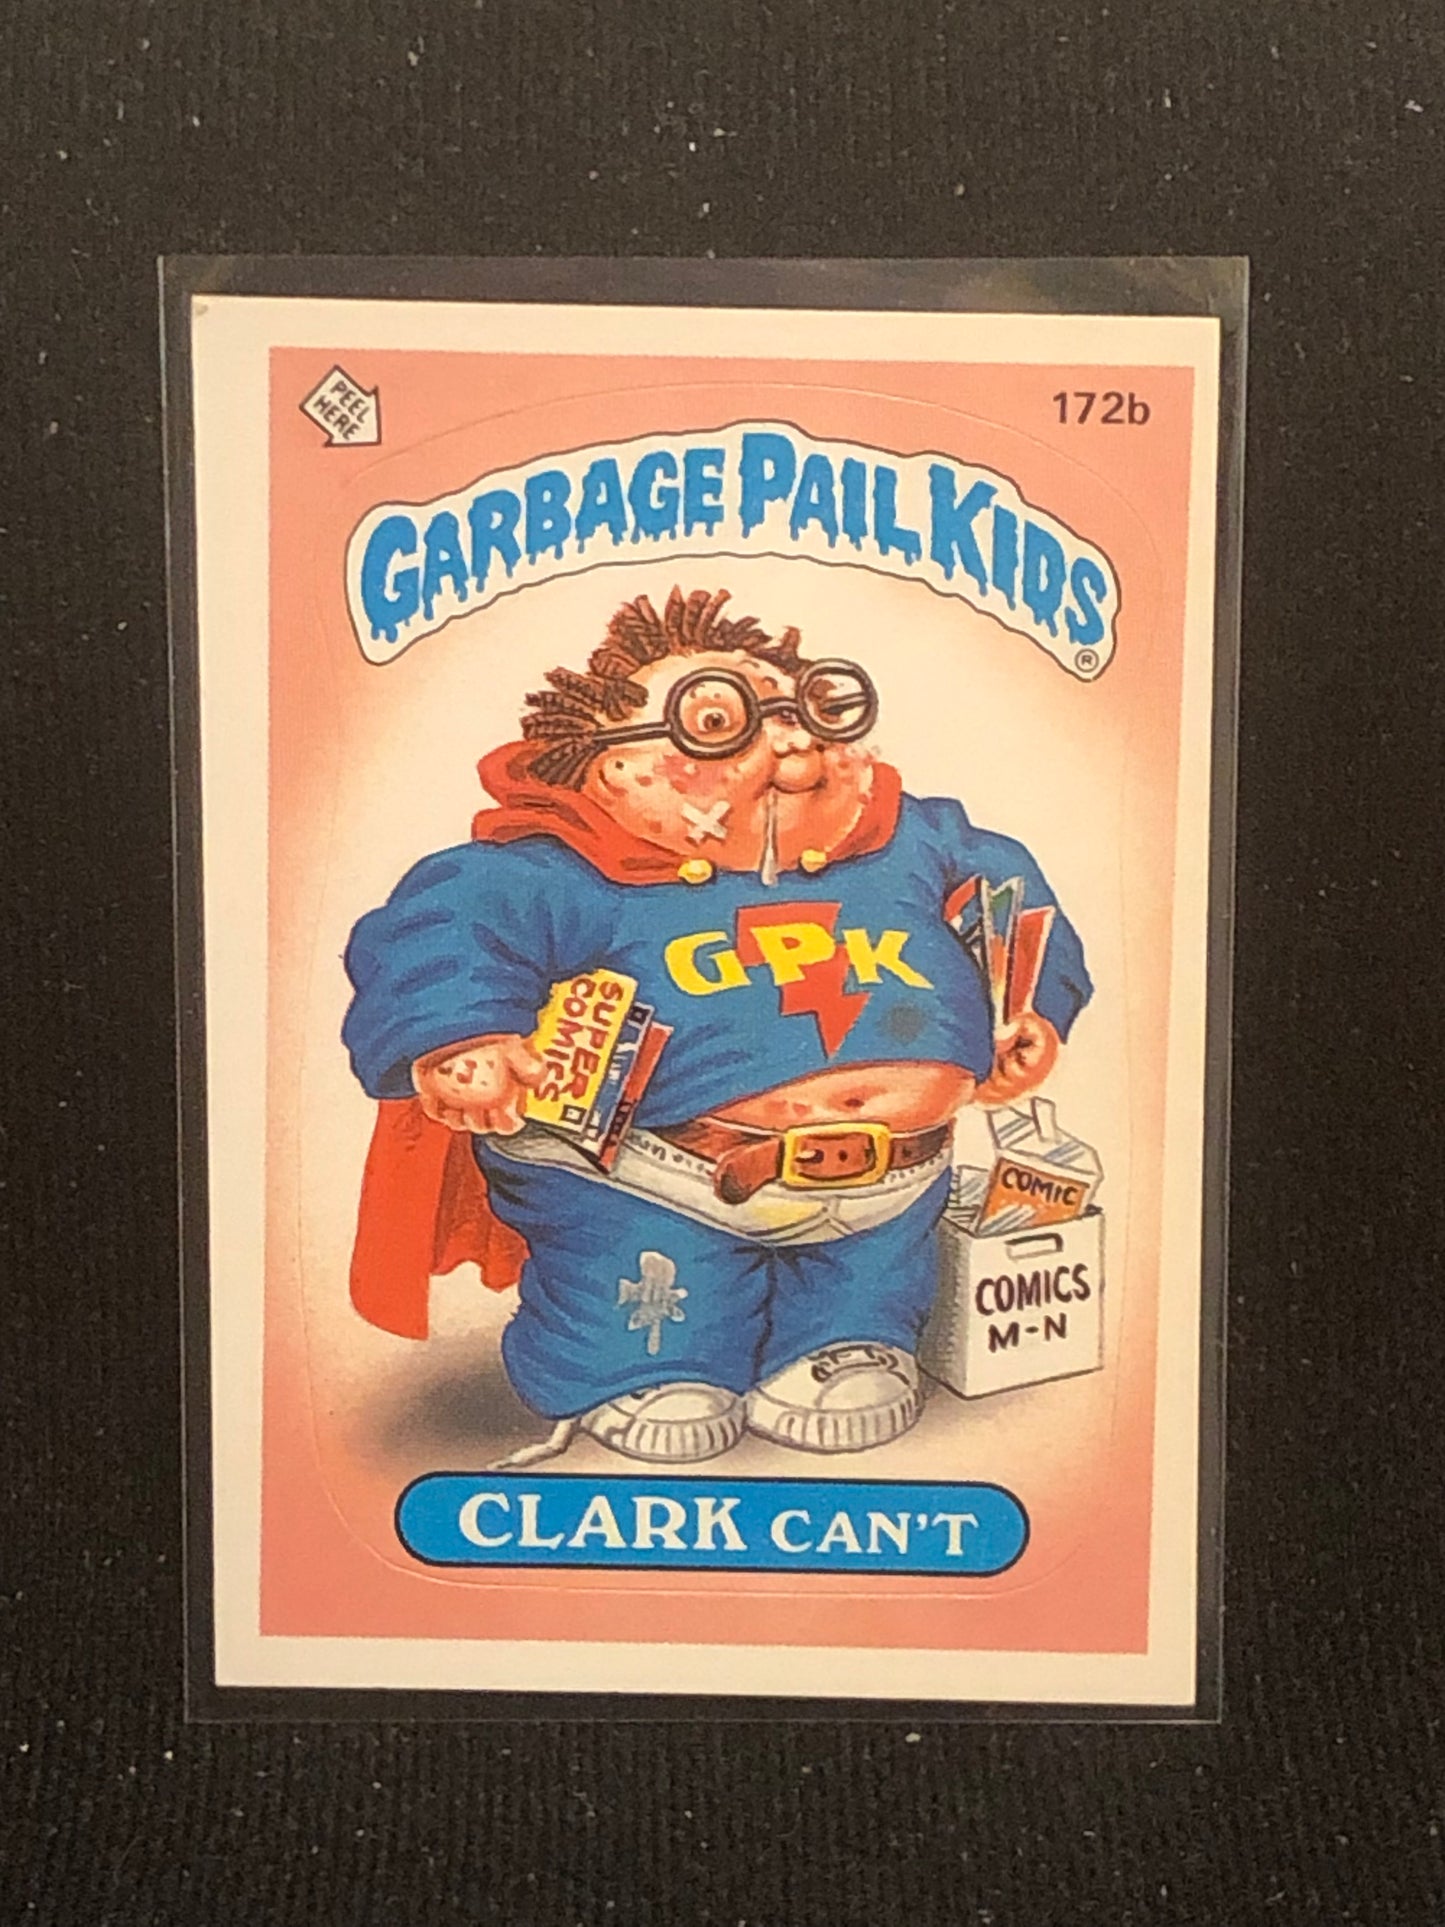 PEEL
HERE
172b
GARBAGE PAIL KIDS
®
GPK
SUPER
COMICS
COMIC
COMICS
M-N
CLARK CAN'T